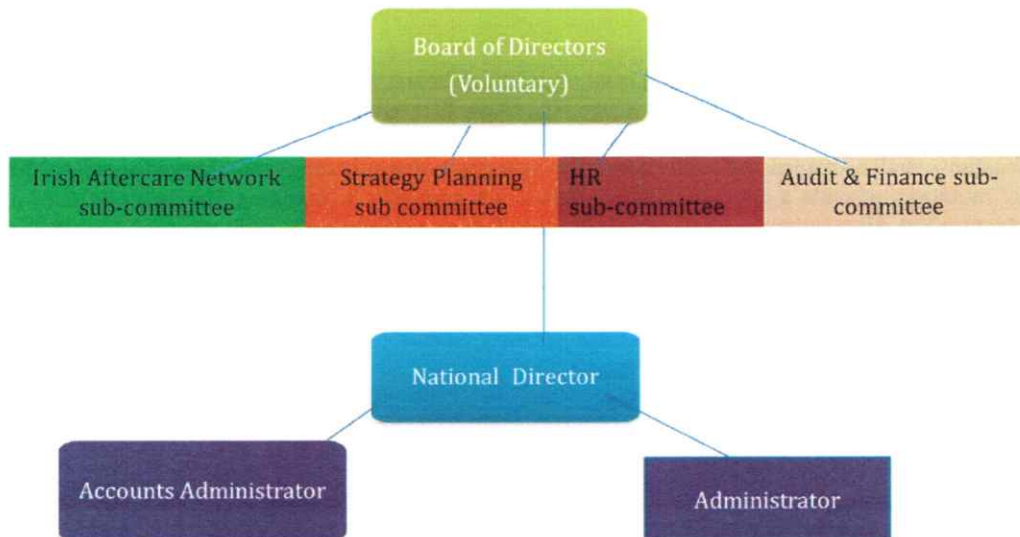 Board of Directors
(Voluntary)
Irish Aftercare Network
sub-committee
Strategy Planning
sub committee
HR
sub-committee
Audit & Finance sub-
committee
National Director
Accounts Administrator
Administrator